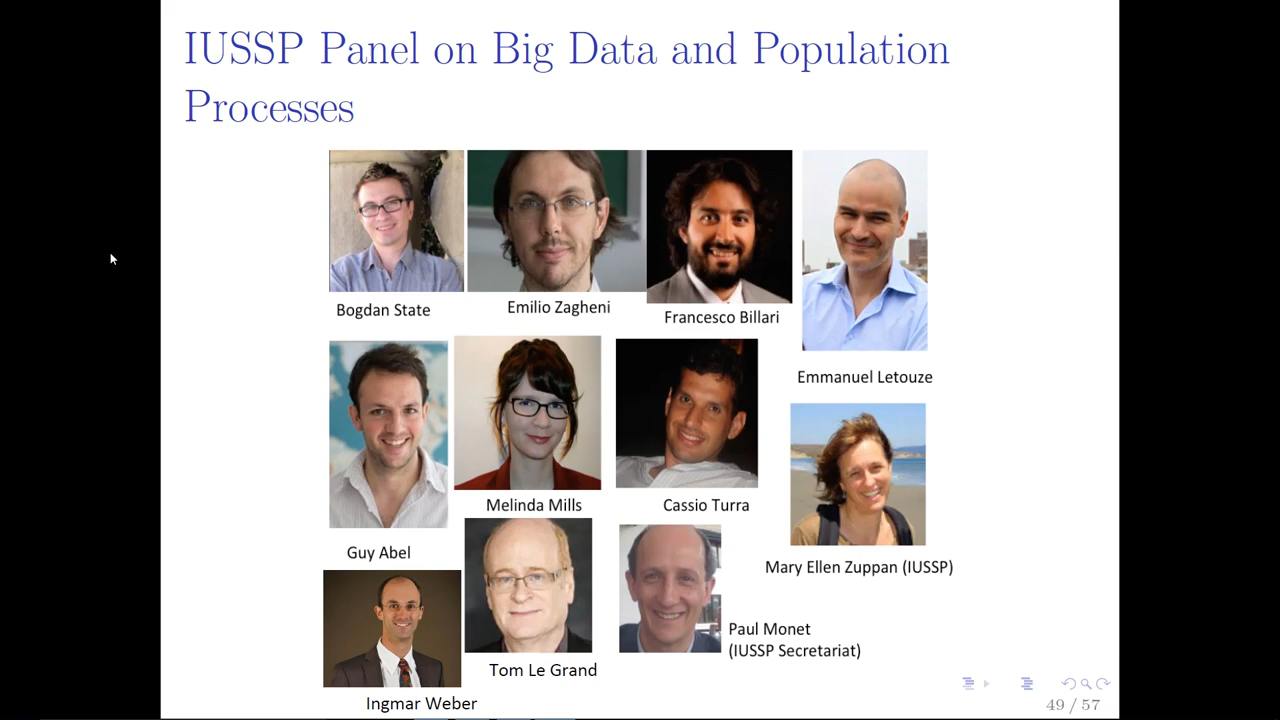 IUSSP Panel on Big Data and Population
Processes
Bogdan State
Emilio Zagheni
Francesco Billari
Emmanuel Letouze
Guy Abel
Melinda Mills
Cassio Turra
Mary Ellen Zuppan (IUSSP)
Ingmar Weber
Tom Le Grand
Paul Monet
(IUSSP Secretariat)
49 / 57